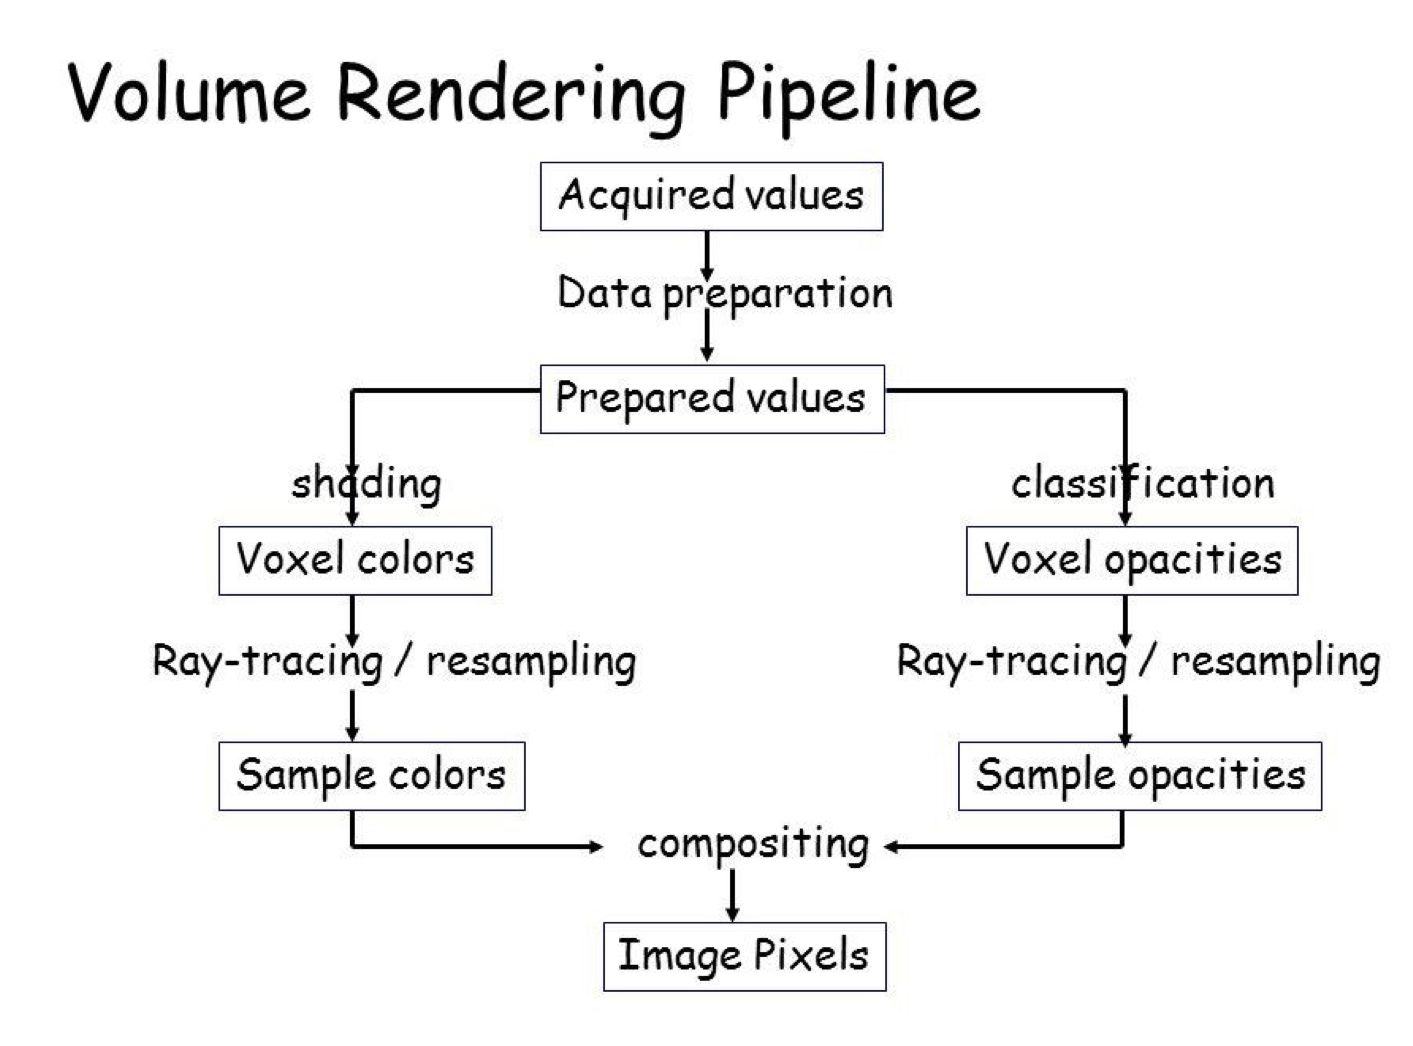 Volume Rendering Pipeline
Acquired values
Data preparation
Prepared values
shading
classification
Voxel colors
Voxel opacities
Ray-tracing / resampling
Ray-tracing / resampling
Sample colors
Sample opacities
compositing
Image Pixels